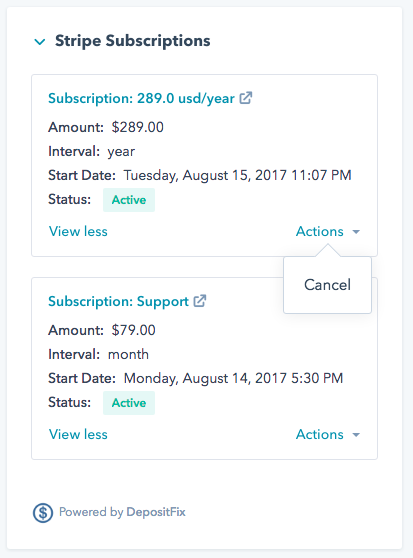 Stripe Subscriptions
Subscription: 289.0 usd/year
Amount: $289.00
Interval: year
Start Date: Tuesday, August 15, 2017 11:07 PM
Status: Active
View less Actions
Cancel
Subscription: Support
Amount: $79.00
Interval: month
Start Date: Monday, August 14, 2017 5:30 PM
Status: Active
View less Actions
Powered by DepositFix